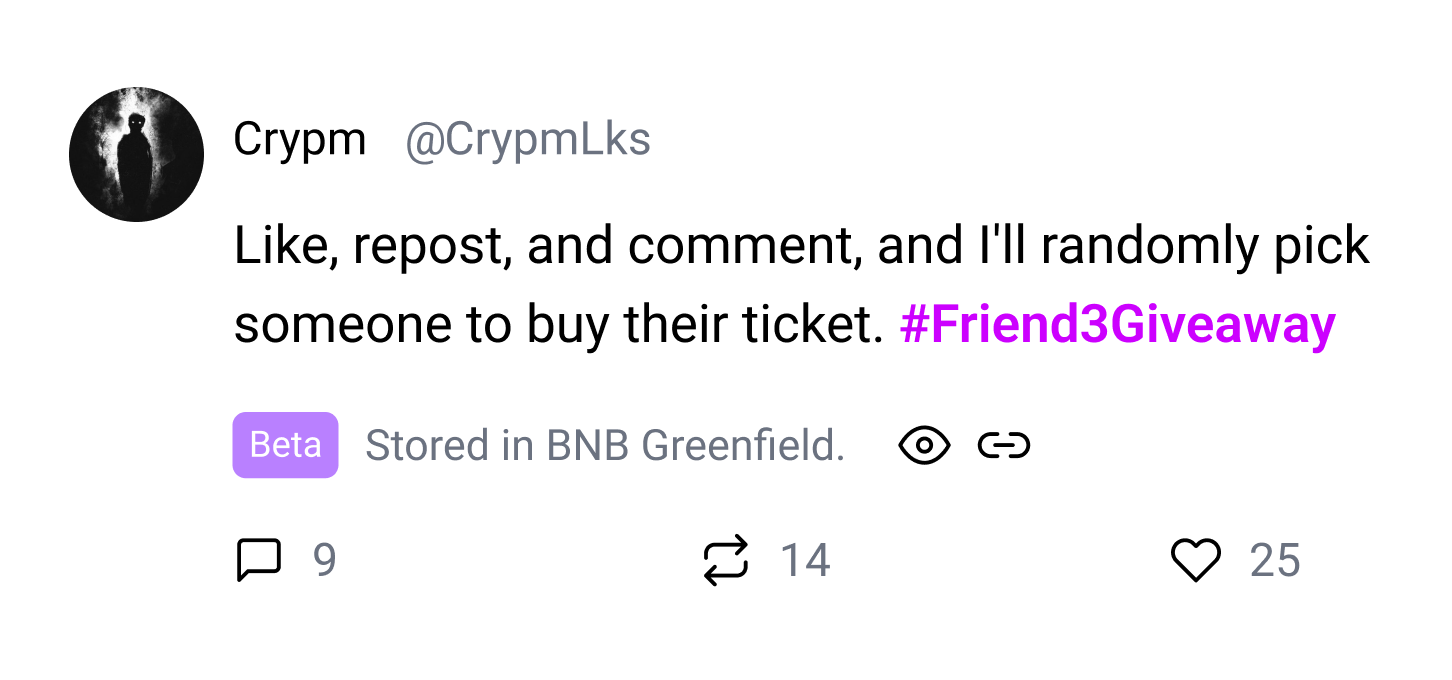 Crypm @CrypmLks
Like, repost, and comment, and I'll randomly pick
someone to buy their ticket. #Friend3Giveaway
Beta Stored in BNB Greenfield.
9 14 25